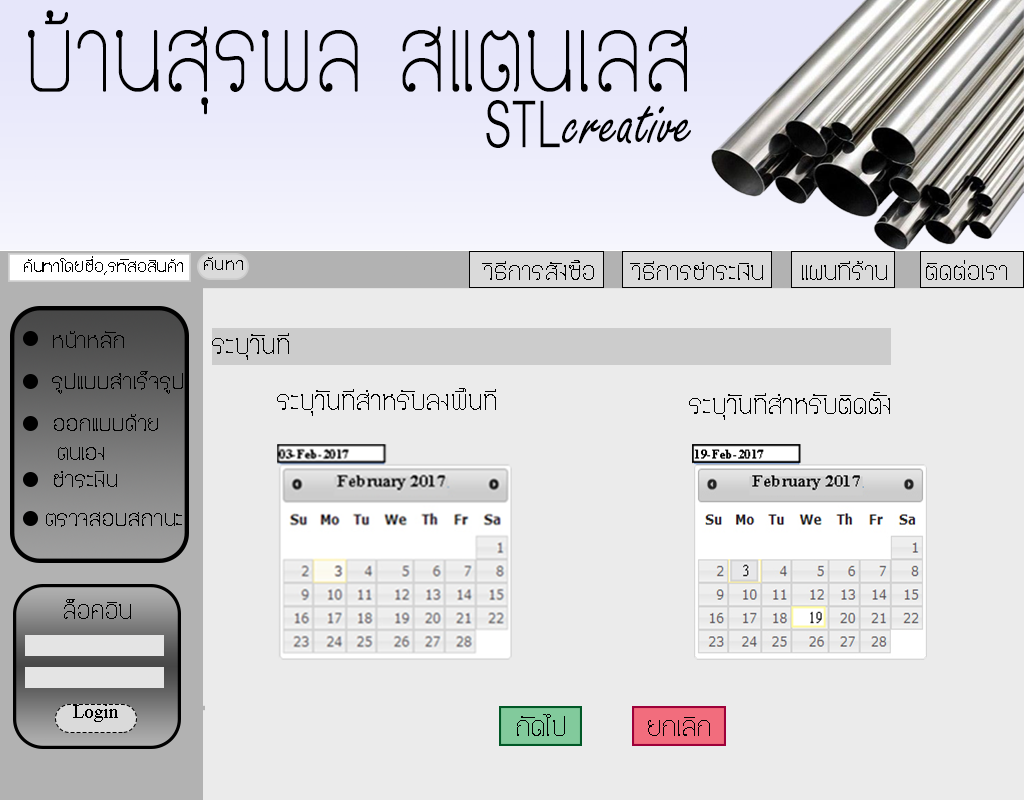 บ้านสุรพล สแตนเลส
STLcreative
ค้นหาโดยชื่อ,รหัสอสินค้า
ค้นหา
วิธีการสั่งซื้อ
วิธีการชำระเงิน
แผนที่ร้าน
ติดต่อเรา
หน้าหลัก
รูปแบบสำเร็จรูป
ออกแบบด้วย
ตนเอง
ชำระเงิน
ตรวจสอบสถานะ
ล็อคอิน
Login
ระบุวันที่
ระบุวันที่สำหรับลงพื้นที่
03-Feb-2017
February 2017
Su Mo Tu We Th Fr Sa
1
2 3 4 5 6 7 8
9 10 11 12 13 14 15
16 17 18 19 20 21 22
23 24 25 26 27 28
ระบุวันที่สำหรับติดตั้ง
19-Feb-2017
February 2017
Su Mo Tu We Th Fr Sa
1
2 3 4 5 6 7 8
9 10 11 12 13 14 15
16 17 18 19 20 21 22
23 24 25 26 27 28
ถัดไป
ยกเลิก